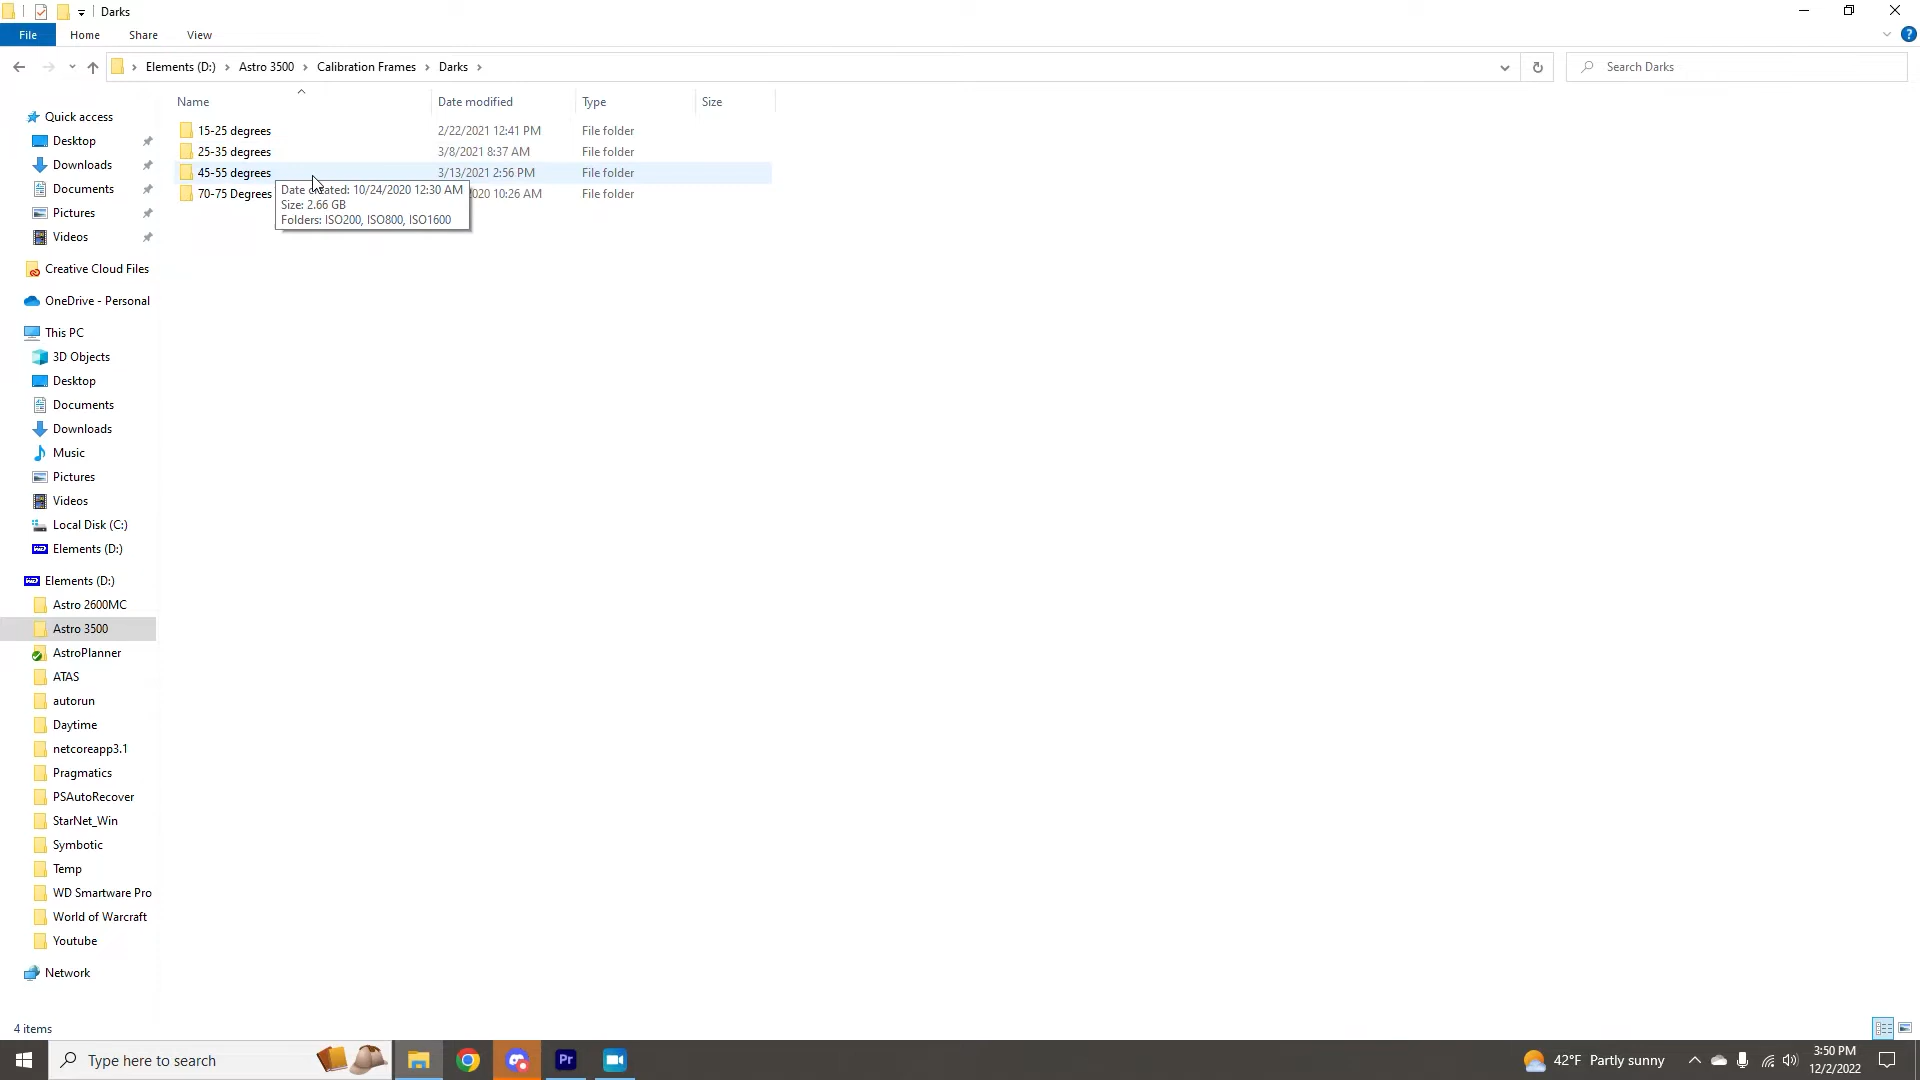 Darks
File Home Share View
Elements (D:) Astro 3500 Calibration Frames Darks
Search Darks
Name Date modified Type Size
15-25 degrees 2/22/2021 12:41 PM File folder
25-35 degrees 3/8/2021 8:37 AM File folder
45-55 degrees 3/13/2021 2:56 PM File folder
70-75 Degrees 2020 10:26 AM File folder
Date created: 10/24/2020 12:30 AM
Size: 2.66 GB
Folders: ISO200, ISO800, ISO1600
Quick access
Desktop
Downloads
Documents
Pictures
Videos
Creative Cloud Files
OneDrive - Personal
This PC
3D Objects
Desktop
Documents
Downloads
Music
Pictures
Videos
Local Disk (C:)
Elements (D:)
Elements (D:)
Astro 2600MC
Astro 3500
AstroPlanner
ATAS
autorun
Daytime
netcoreapp3.1
Pragmatics
PSAutoRecover
StarNet_Win
Symbotic
Temp
WD Smartware Pro
World of Warcraft
Youtube
Network
4 items
Type here to search
Pr
42°F Partly sunny
3:50 PM
12/2/2022